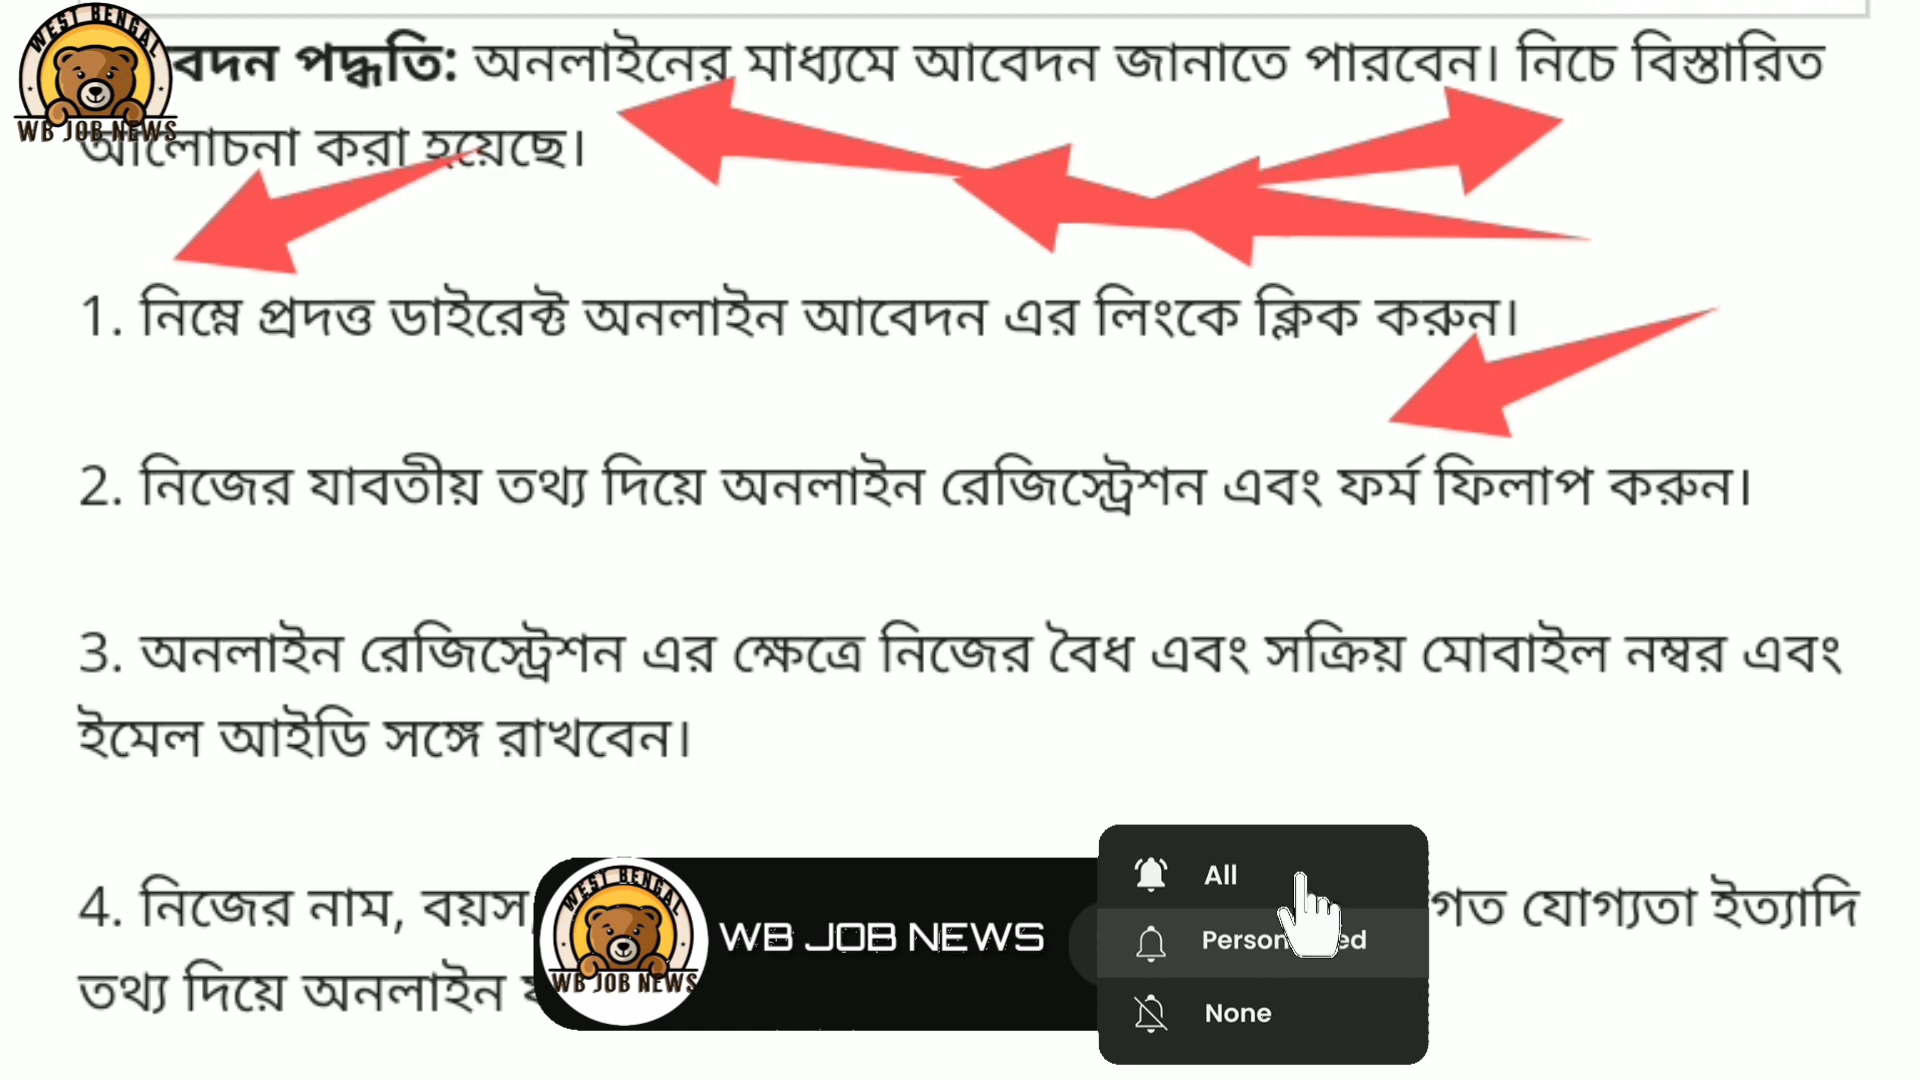 WEST BENGAL
WB JOB NEWS
বদন পদ্ধতি: অনলাইনের মাধ্যমে আবেদন জানাতে পারবেন। নিচে বিস্তারিত
আলোচনা করা হয়েছে।
1. নিম্নে প্রদত্ত ডাইরেক্ট অনলাইন আবেদন এর লিংকে ক্লিক করুন।
2. নিজের যাবতীয় তথ্য দিয়ে অনলাইন রেজিস্ট্রেশন এবং ফর্ম ফিলাপ করুন।
3. অনলাইন রেজিস্ট্রেশন এর ক্ষেত্রে নিজের বৈধ এবং সক্রিয় মোবাইল নম্বর এবং
ইমেল আইডি সঙ্গে রাখবেন।
4. নিজের নাম, বয়স, গত যোগ্যতা ইত্যাদি
তথ্য দিয়ে অনলাইন
WEST BENGAL
WB JOB NEWS
WB JOB NEWS
All
None